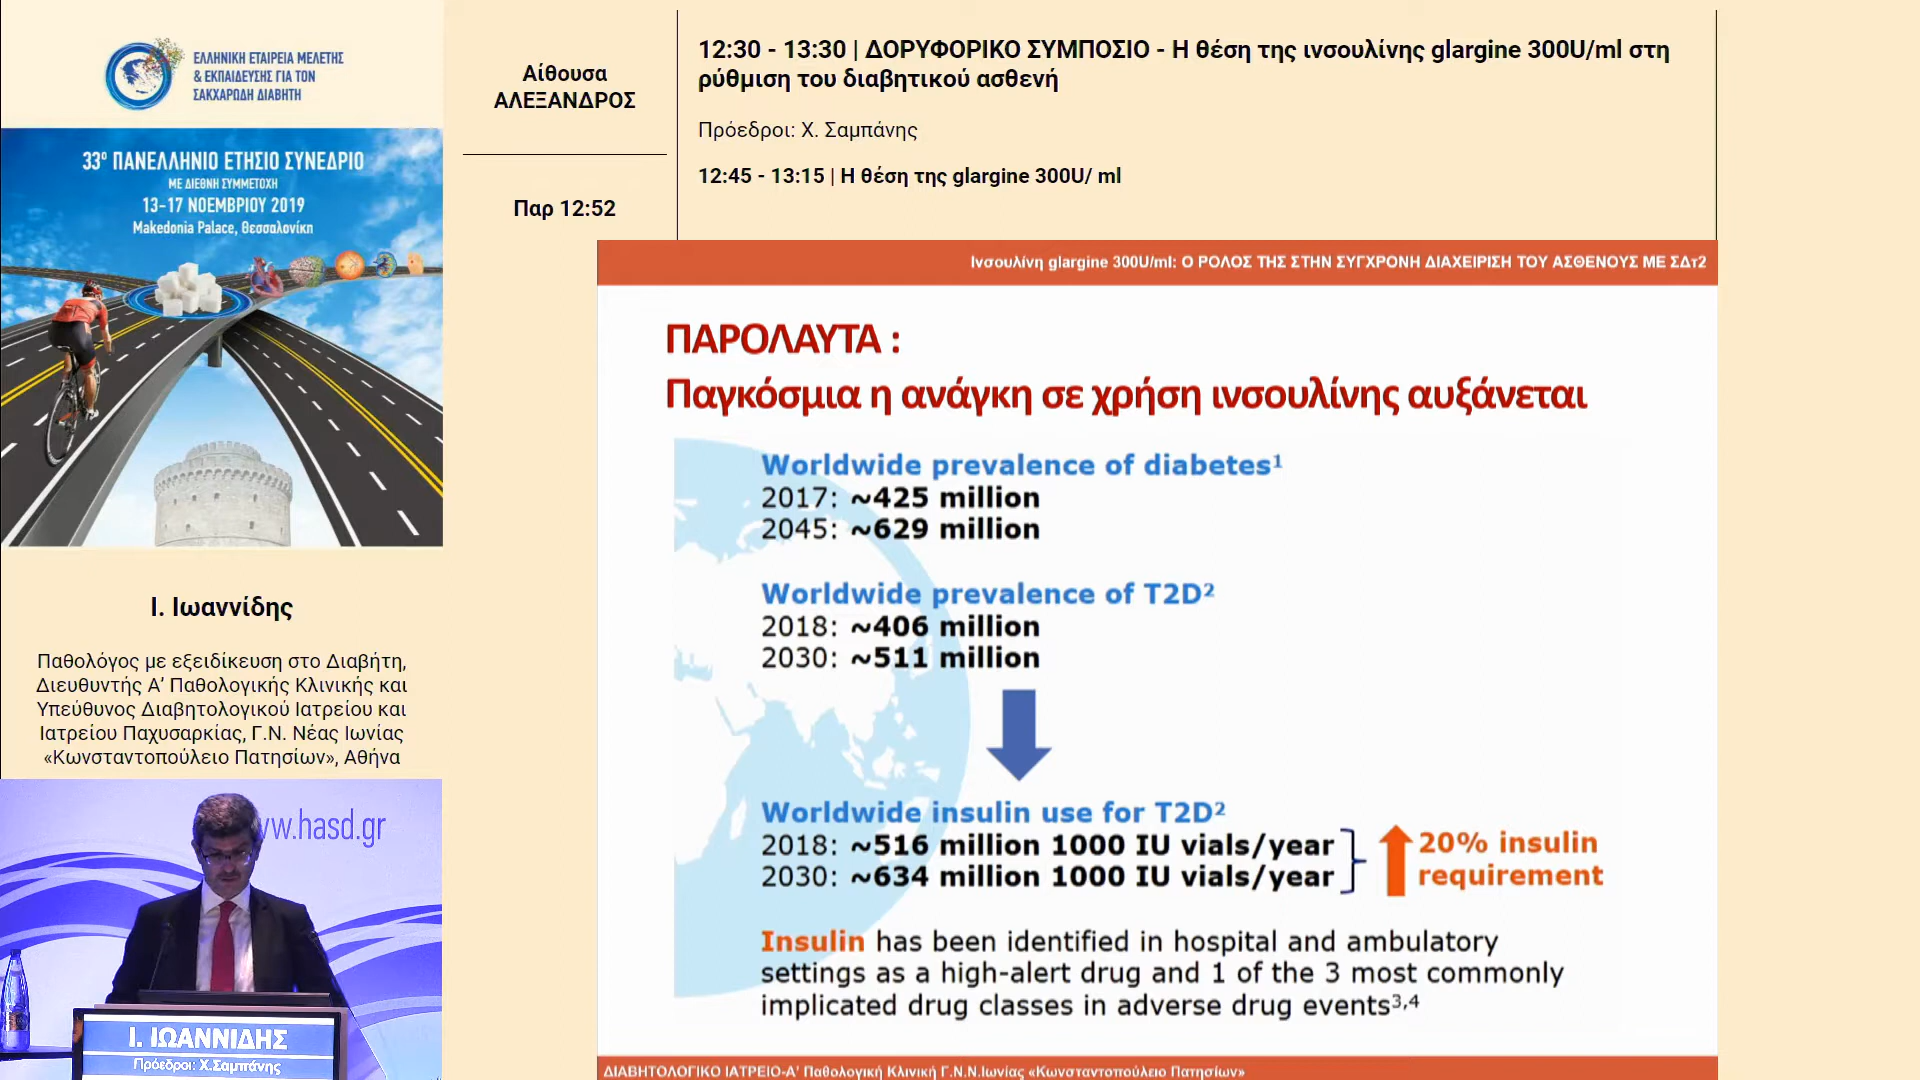 ΕΛΛΗΝΙΚΗ ΕΤΑΙΡΕΙΑ ΜΕΛΕΤΗΣ
& ΕΚΠΑΙΔΕΥΣΗΣ ΓΙΑ ΤΟΝ
ΣΑΚΧΑΡΩΔΗ ΔΙΑΒΗΤΗ
33ο ΠΑΝΕΛΛΗΝΙΟ ΕΤΗΣΙΟ ΣΥΝΕΔΡΙΟ
ΜΕ ΔΙΕΘΝΗ ΣΥΜΜΕΤΟΧΗ
13-17 ΝΟΕΜΒΡΙΟΥ 2019
Makedonia Palace, Θεσσαλονίκη
Αίθουσα
ΑΛΕΞΑΝΔΡΟΣ
Παρ 12:52
12:30 - 13:30 | ΔΟΡΥΦΟΡΙΚΟ ΣΥΜΠΟΣΙΟ - Η θέση της ινσουλίνης glargine 300U/ml στη
ρύθμιση του διαβητικού ασθενή
Πρόεδροι: Χ. Σαμπάνης
12:45 - 13:15 | Η θέση της glargine 300U/ ml
Ινσουλίνη glargine 300U/ml: Ο ΡΟΛΟΣ ΤΗΣ ΣΤΗΝ ΣΥΓΧΡΟΝΗ ΔΙΑΧΕΙΡΙΣΗ ΤΟΥ ΑΣΘΕΝΟΥΣ ΜΕ ΣΔτ2
ΠΑΡΟΛΑΥΤΑ :
Παγκόσμια η ανάγκη σε χρήση ινσουλίνης αυξάνεται
Worldwide prevalence of diabetes¹
2017: ~425 million
2045: ~629 million
Worldwide prevalence of T2D²
2018: ~406 million
2030: ~511 million
Worldwide insulin use for T2D²
2018: ~516 million 1000 IU vials/year
2030: ~634 million 1000 IU vials/year
20% insulin
requirement
Insulin has been identified in hospital and ambulatory
settings as a high-alert drug and 1 of the 3 most commonly
implicated drug classes in adverse drug events³,⁴
ΔΙΑΒΗΤΟΛΟΓΙΚΟ ΙΑΤΡΕΙΟ-Α' Παθολογική Κλινική Γ.Ν.Ν.Ιωνίας «Κωνσταντοπούλειο Πατησίων»
Ι. Ιωαννίδης
Παθολόγος με εξειδίκευση στο Διαβήτη,
Διευθυντής Α’ Παθολογικής Κλινικής και
Υπεύθυνος Διαβητολογικού Ιατρείου και
Ιατρείου Παχυσαρκίας, Γ.Ν. Νέας Ιωνίας
«Κωνσταντοπούλειο Πατησίων», Αθήνα
ww.hasd.gr
Ι. ΙΩΑΝΝΙΔΗΣ
Πρόεδροι: Χ.Σαμπάνης